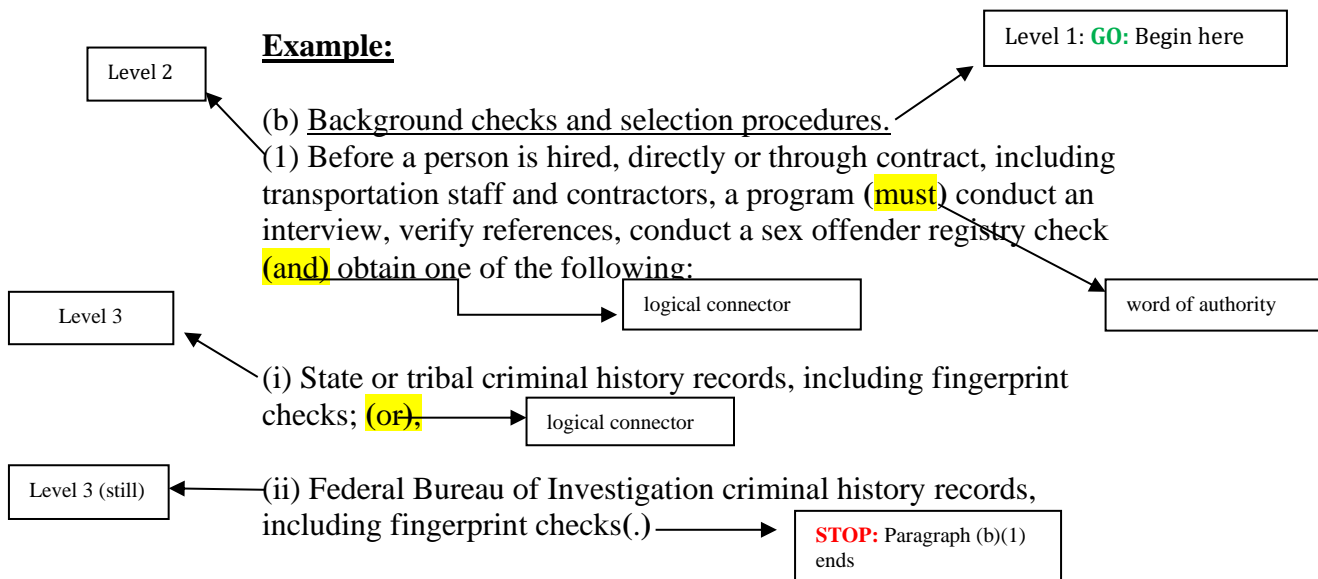 Example:
Level 1: GO: Begin here
Level 2
(b) Background checks and selection procedures.
(1) Before a person is hired, directly or through contract, including
transportation staff and contractors, a program (must) conduct an
interview, verify references, conduct a sex offender registry check
(and) obtain one of the following:
logical connector
word of authority
Level 3
(i) State or tribal criminal history records, including fingerprint
checks; (or),
logical connector
Level 3 (still)
(ii) Federal Bureau of Investigation criminal history records,
including fingerprint checks(.)
STOP: Paragraph (b)(1)
ends